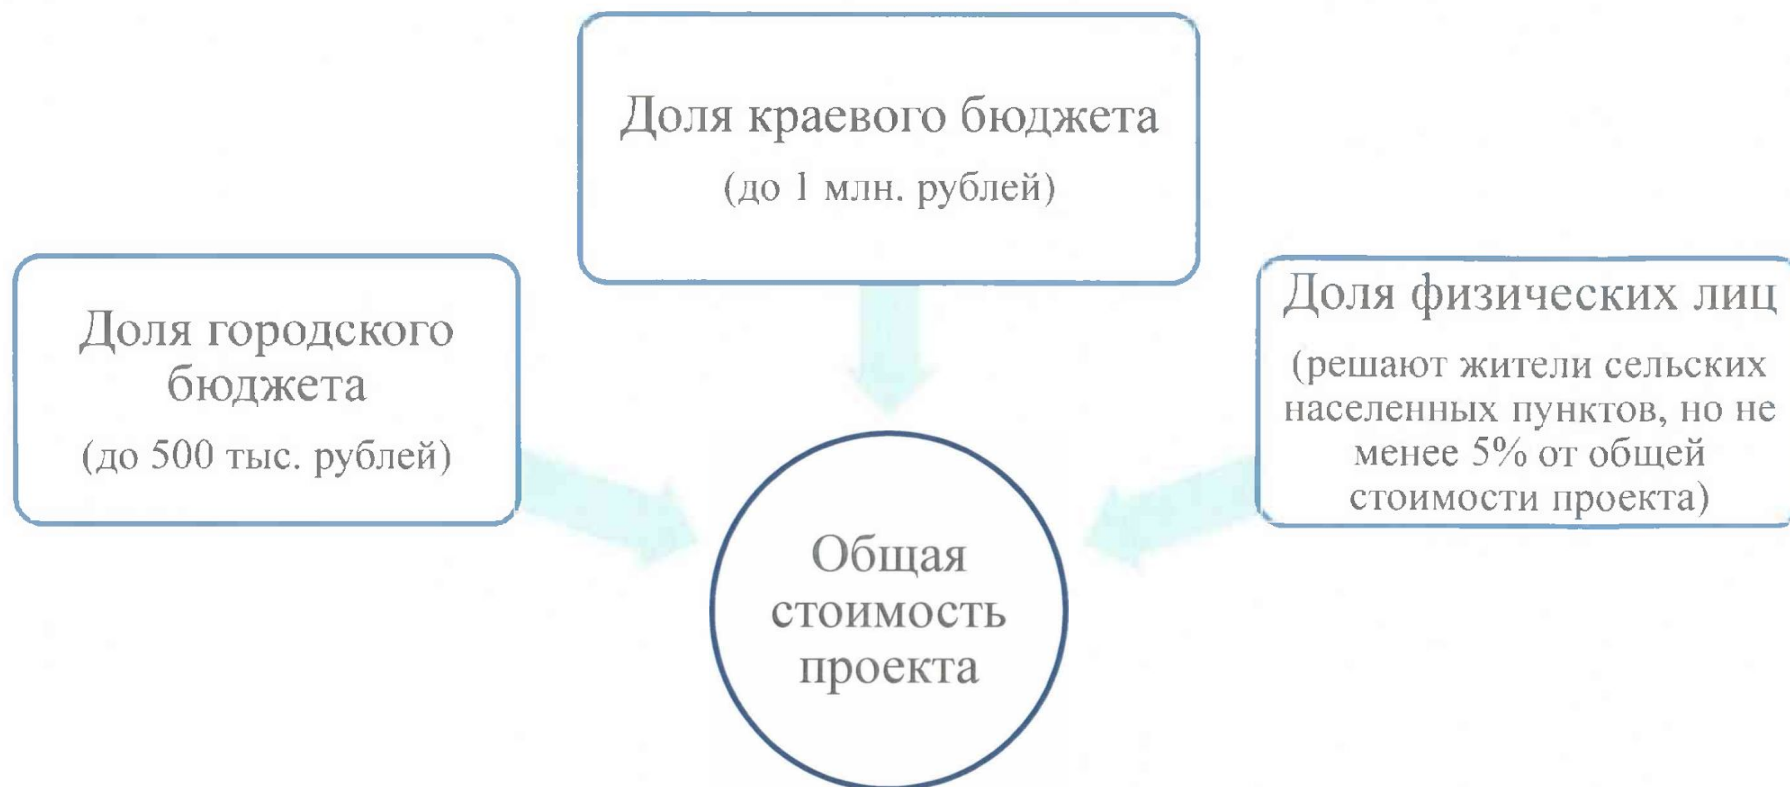 Доля краевого бюджета
(до 1 млн. рублей)
Доля городского
бюджета
(до 500 тыс. рублей)
Доля физических лиц
(решают жители сельских
населенных пунктов, но не
менее 5% от общей
стоимости проекта)
Общая
стоимость
проекта